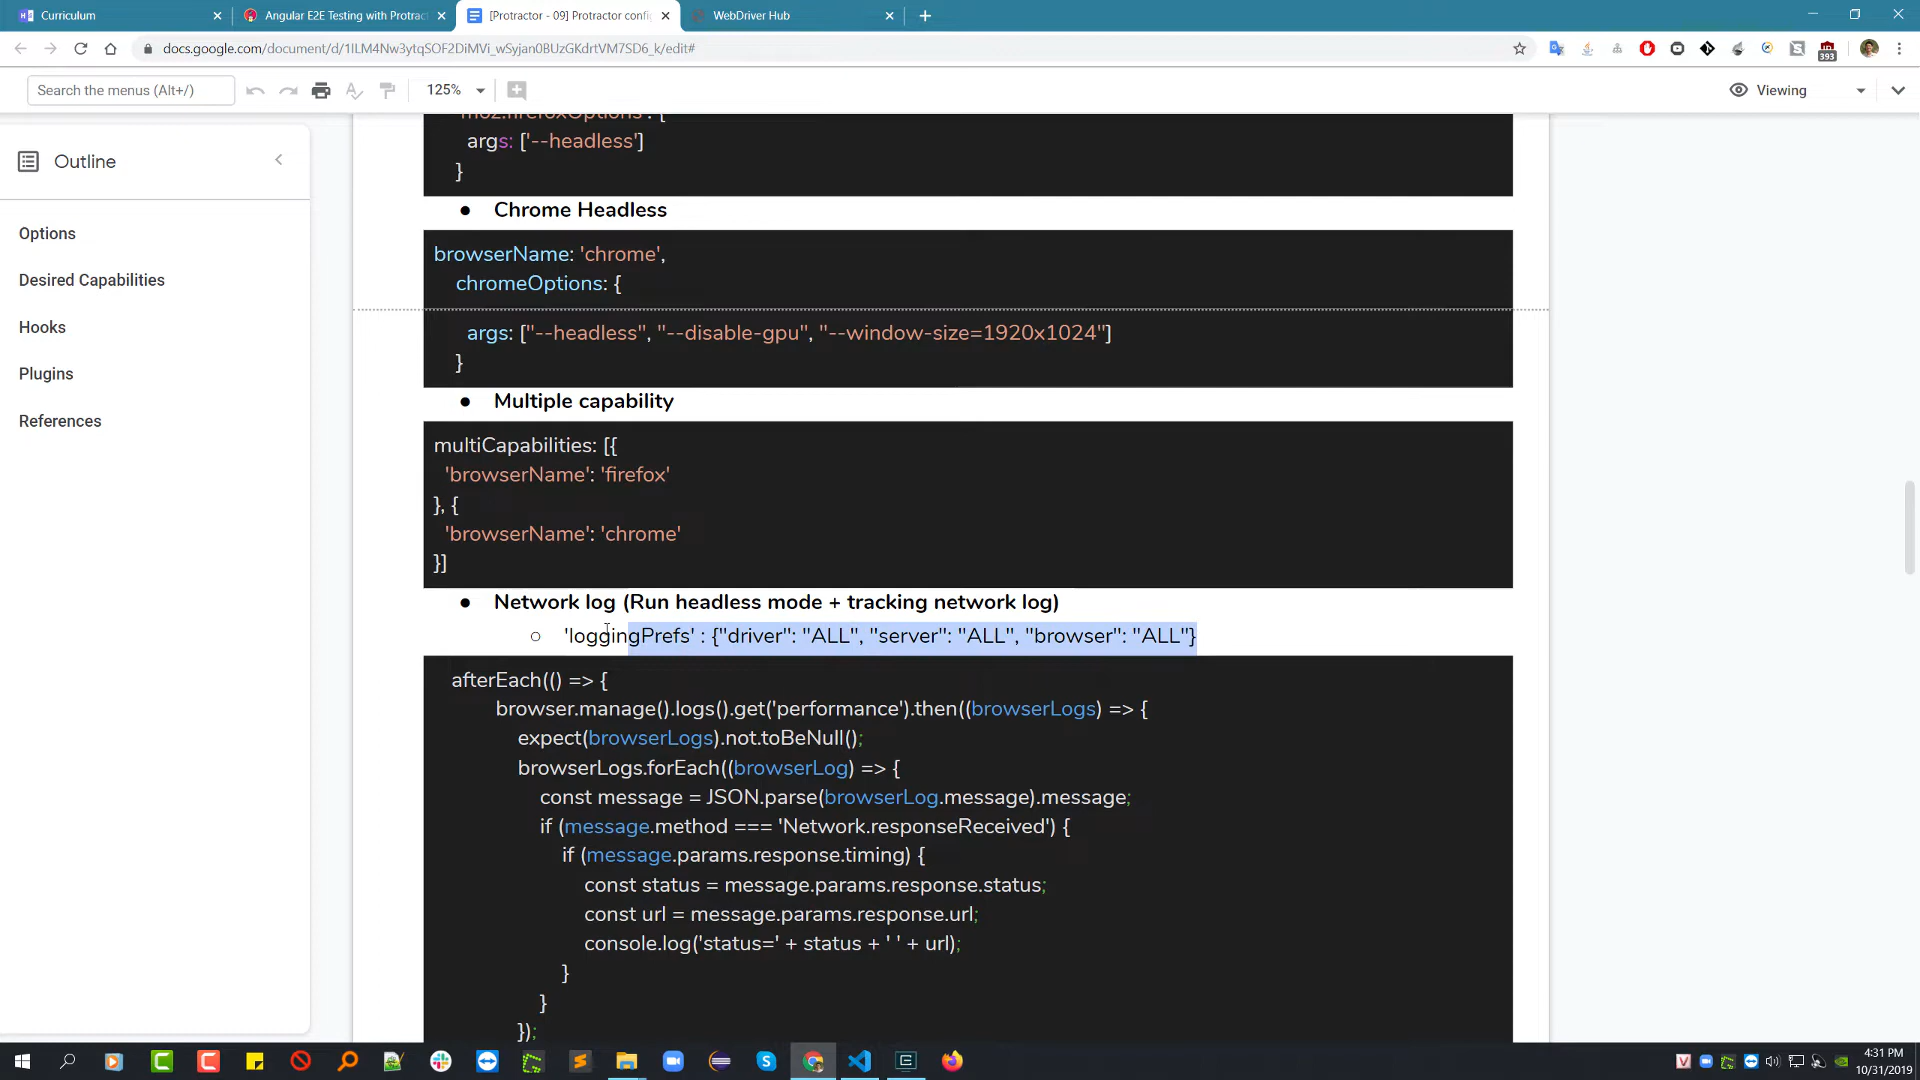 Curriculum
Angular E2E Testing with Protract
[Protractor - 09] Protractor confi
WebDriver Hub
docs.google.com/document/d/1ILM4Nw3ytqSOF2DiMVi_wSyjan0BUzGKdrtVM7SD6_k/edit#
393
Search the menus (Alt+/)
125%
Viewing
Outline
Options
Desired Capabilities
Hooks
Plugins
References
'moz:firefoxOptions': {
args: ['--headless']
}
● Chrome Headless
browserName: 'chrome',
chromeOptions: {
args: ["--headless", "--disable-gpu", "--window-size=1920x1024"]
}
● Multiple capability
multiCapabilities: [{
'browserName': 'firefox'
}, {
'browserName': 'chrome'
}]
● Network log (Run headless mode + tracking network log)
○ 'loggingPrefs' : {"driver": "ALL", "server": "ALL", "browser": "ALL"}
afterEach(() => {
browser.manage().logs().get('performance').then((browserLogs) => {
expect(browserLogs).not.toBeNull();
browserLogs.forEach((browserLog) => {
const message = JSON.parse(browserLog.message).message;
if (message.method === 'Network.responseReceived') {
if (message.params.response.timing) {
const status = message.params.response.status;
const url = message.params.response.url;
console.log('status=' + status + ' ' + url);
}
}
});
4:31 PM
10/31/2019